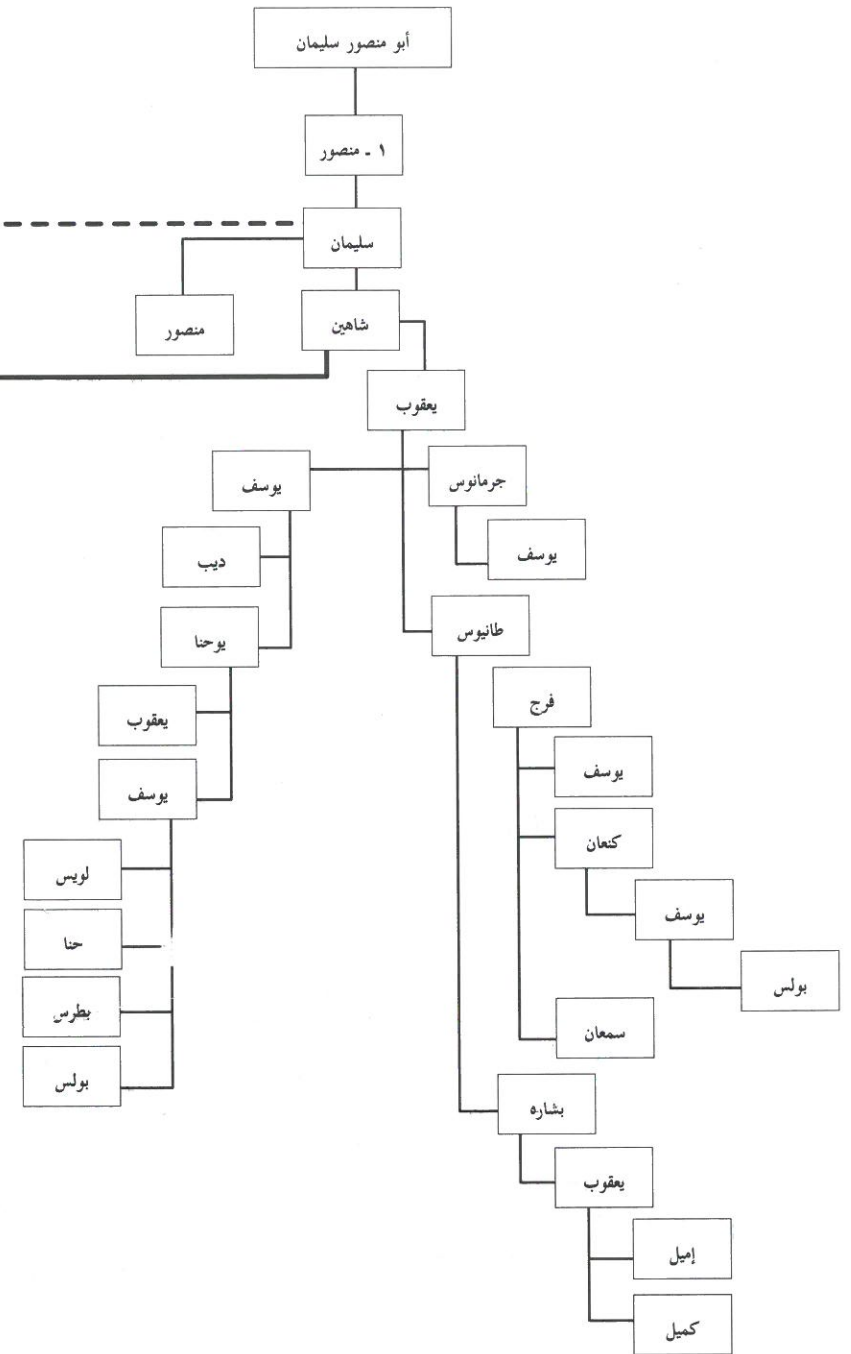 أبو منصور سليمان
١ ـ منصور
سليمان
منصور
شاهين
يعقوب
جرمانوس
يوسف
يوسف
ديب
يوحنا
يعقوب
يوسف
لويس
حنا
بطرس
بولس
طانيوس
فرج
يوسف
كنعان
يوسف
بولس
سمعان
بشاره
يعقوب
إميل
كميل